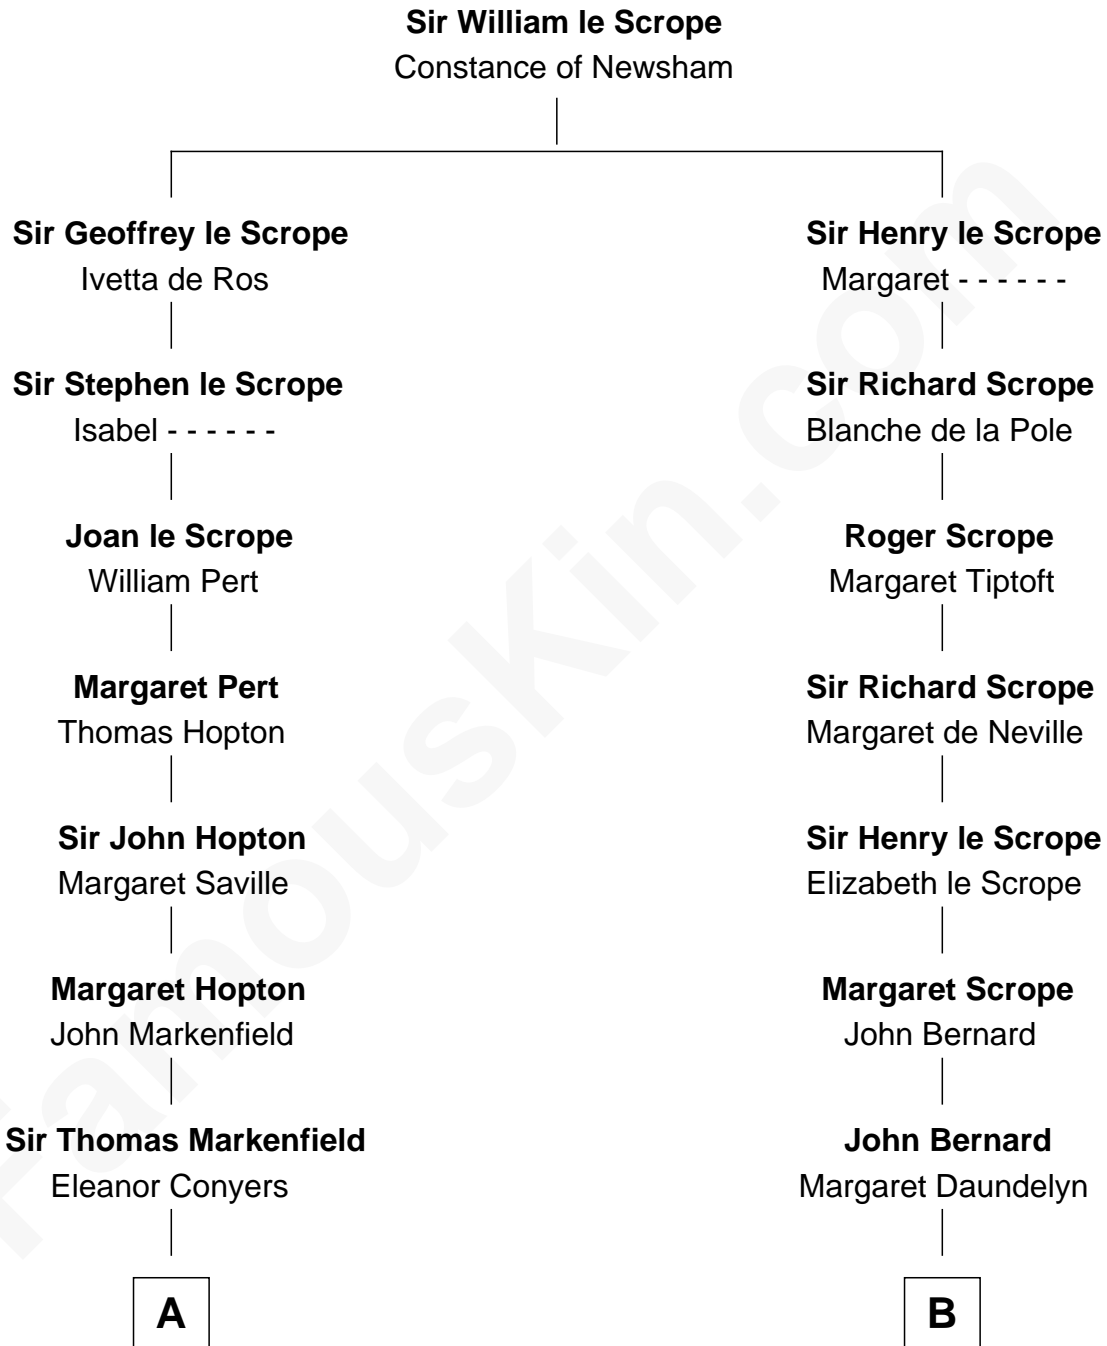 Sir William le Scrope
Constance of Newsham
Sir Geoffrey le Scrope
Ivetta de Ros
Sir Stephen le Scrope
Isabel - - - - - -
Joan le Scrope
William Pert
Margaret Pert
Thomas Hopton
Sir John Hopton
Margaret Saville
Margaret Hopton
John Markenfield
Sir Thomas Markenfield
Eleanor Conyers
A
Sir Henry le Scrope
Margaret - - - - - -
Sir Richard Scrope
Blanche de la Pole
Roger Scrope
Margaret Tiptoft
Sir Richard Scrope
Margaret de Neville
Sir Henry le Scrope
Elizabeth le Scrope
Margaret Scrope
John Bernard
John Bernard
Margaret Daundelyn
B
FamousKin.com